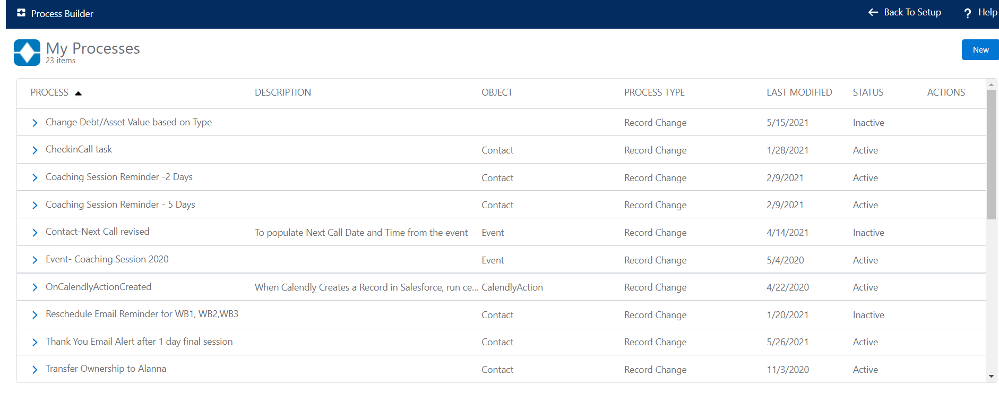 Process Builder
Back To Setup
? Help
My Processes
23 items
New
PROCESS DESCRIPTION OBJECT PROCESS TYPE LAST MODIFIED STATUS ACTIONS
Change Debt/Asset Value based on Type Record Change 5/15/2021 Inactive
CheckinCall task Contact Record Change 1/28/2021 Active
Coaching Session Reminder -2 Days Contact Record Change 2/9/2021 Active
Coaching Session Reminder - 5 Days Contact Record Change 2/9/2021 Active
Contact-Next Call revised To populate Next Call Date and Time from the event Event Record Change 4/14/2021 Inactive
Event- Coaching Session 2020 Event Record Change 5/4/2020 Active
OnCalendlyActionCreated When Calendly Creates a Record in Salesforce, run ce... CalendlyAction Record Change 4/22/2020 Active
Reschedule Email Reminder for WB1, WB2,WB3 Contact Record Change 1/20/2021 Inactive
Thank You Email Alert after 1 day final session Contact Record Change 5/26/2021 Active
Transfer Ownership to Alanna Contact Record Change 11/3/2020 Active